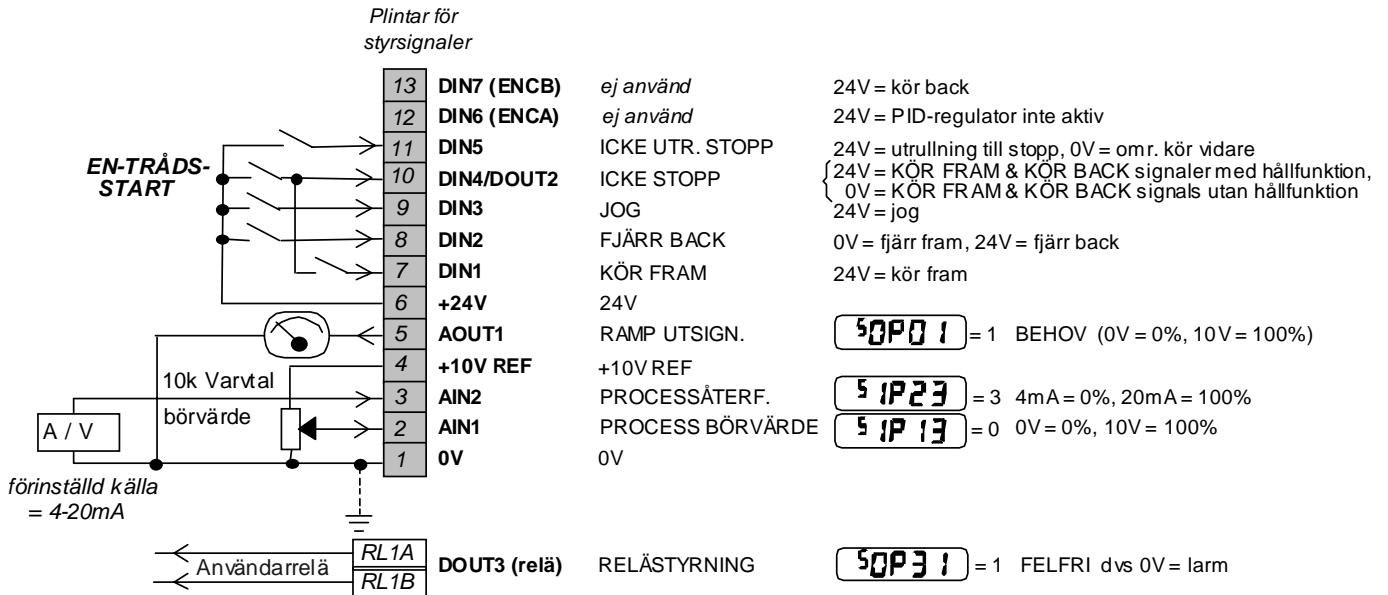 Plintar för
styrsignaler
13 DIN7 (ENCB) ej använd 24V = kör back
12 DIN6 (ENCA) ej använd 24V = PID-regulator inte aktiv
11 DIN5 ICKE UTR. STOPP 24V = utrullning till stopp, 0V = omr. kör vidare
EN-TRÅDS-
START
10 DIN4/DOUT2 ICKE STOPP 24V = KÖR FRAM & KÖR BACK signaler med hållfunktion,
0V = KÖR FRAM & KÖR BACK signals utan hållfunktion
9 DIN3 JOG 24V = jog
8 DIN2 FJÄRR BACK 0V = fjärr fram, 24V = fjärr back
7 DIN1 KÖR FRAM 24V = kör fram
6 +24V 24V
5 AOUT1 RAMP UTSIGN. SOP01 = 1 BEHOV (0V = 0%, 10V = 100%)
4 +10V REF +10V REF
10k Varvtal
börvärde
3 AIN2 PROCESSÅTERF. SIP23 = 3 4mA = 0%, 20mA = 100%
2 AIN1 PROCESS BÖRVÄRDE SIP13 = 0 0V = 0%, 10V = 100%
A / V
1 0V 0V
förinställd källa
= 4-20mA
Användarrelä
RL1A
RL1B
DOUT3 (relä) RELÄSTYRNING SOP31 = 1 FELFRI dvs 0V = larm